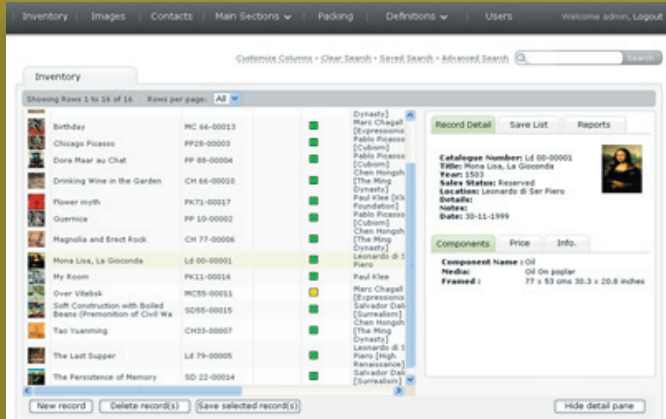 Inventory | Images | Contacts | Main Sections | Packing | Definitions | Users Welcome admin, Logout
Customize Columns • Clear Search • Saved Search • Advanced Search Search
Inventory
Showing Rows 1 to 16 of 16 Rows per page: All
Dynasty]
Birthday MC 66-00013 Marc Chagall [Expressionis
Chicago Picasso PP28-00003 Pablo Picasso [Cubism]
Dora Maar au Chat PP 88-00004 Pablo Picasso [Cubism]
Drinking Wine in the Garden CH 66-00010 Chen Hongsh [The Ming Dynasty]
Flower myth PK71-00017 Paul Klee [Kl Foundation]
Guernica PP 10-00002 Pablo Picasso [Cubism]
Magnolia and Erect Rock CH 77-00006 Chen Hongsh [The Ming Dynasty]
Mona Lisa, La Gioconda Ld 00-00001 Leonardo di S Piero
My Room PK11-00016 Paul Klee
Over Vitebsk MC55-00011 Marc Chagall [Expressionis
Soft Construction with Boiled Beans (Premonition of Civil Wa SD55-00015 Salvador Dali [Surrealism]
Tao Yuanming CH33-00007 Chen Hongsh [The Ming Dynasty]
The Last Supper Ld 79-00005 Leonardo di S Piero [High Renaissance]
The Persistence of Memory SD 22-00014 Salvador Dali [Surrealism]
New record Delete record(s) Save selected record(s) Hide detail pane
Record Detail Save List Reports
Catalogue Number: Ld 00-00001
Title: Mona Lisa, La Gioconda
Year: 1503
Sales Status: Reserved
Location: Leonardo di Ser Piero
Details:
Notes:
Date: 30-11-1999
Components Price Info.
Component Name : Oil
Media: Oil On poplar
Framed : 77 x 53 cms 30.3 x 20.8 inches